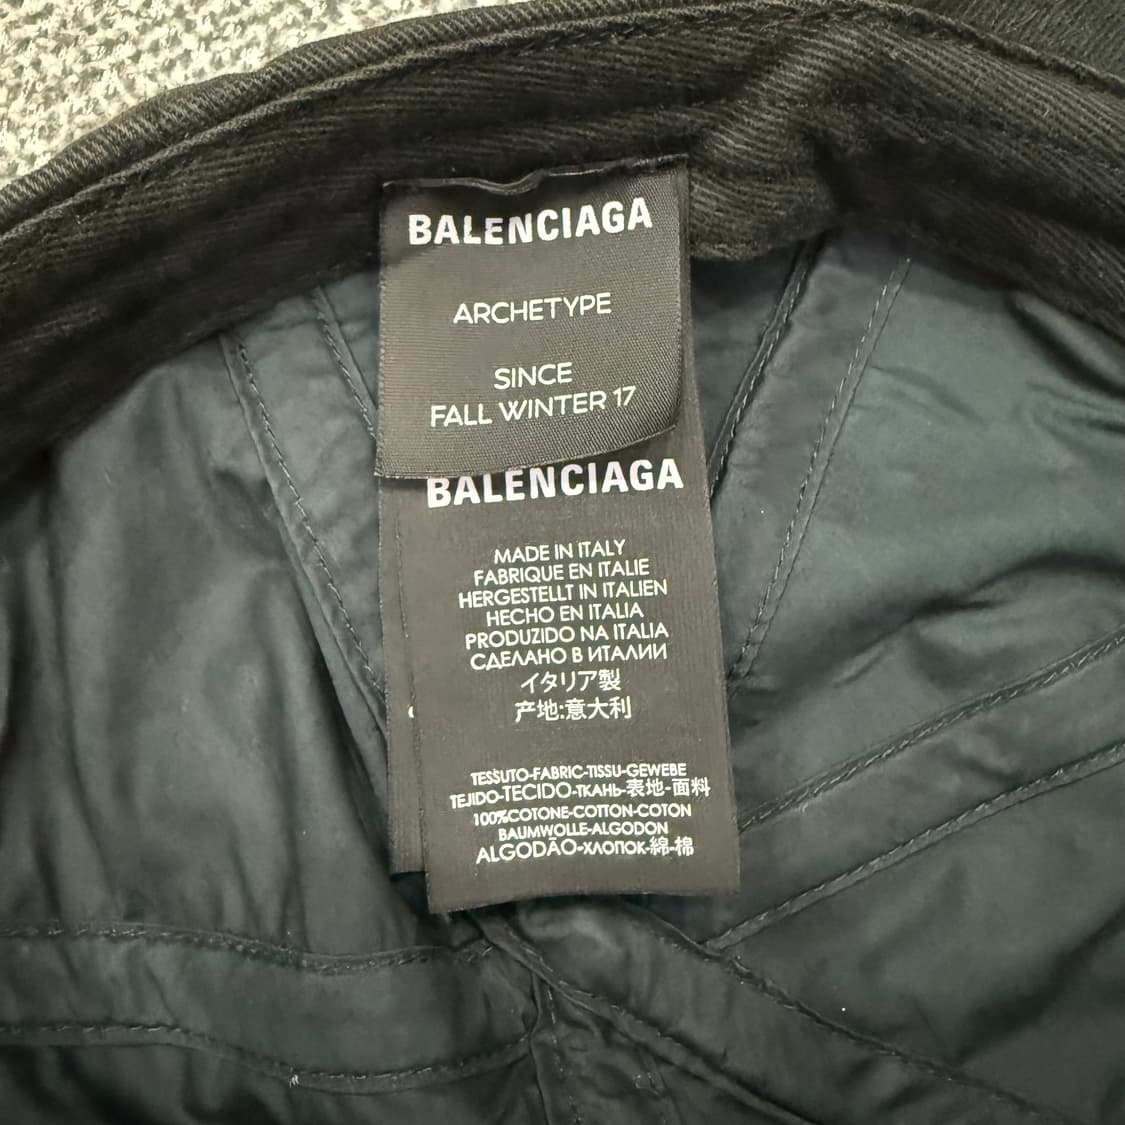 BALENCIAGA
ARCHETYPE
SINCE
FALL WINTER 17
BALENCIAGA
MADE IN ITALY
FABRIQUE EN ITALIE
HERGESTELLT IN ITALIEN
HECHO EN ITALIA
PRODUZIDO NA ITALIA
СДЕЛАНО В ИТАЛИИ
イタリア製
产地:意大利
TESSUTO-FABRIC-TISSU-GEWEBE
TEJIDO-TECIDO-ТКАНЬ-表地-面料
100%COTONE-COTTON-COTON
BAUMWOLLE-ALGODON
ALGODÃO-ХЛОПОК-綿-棉